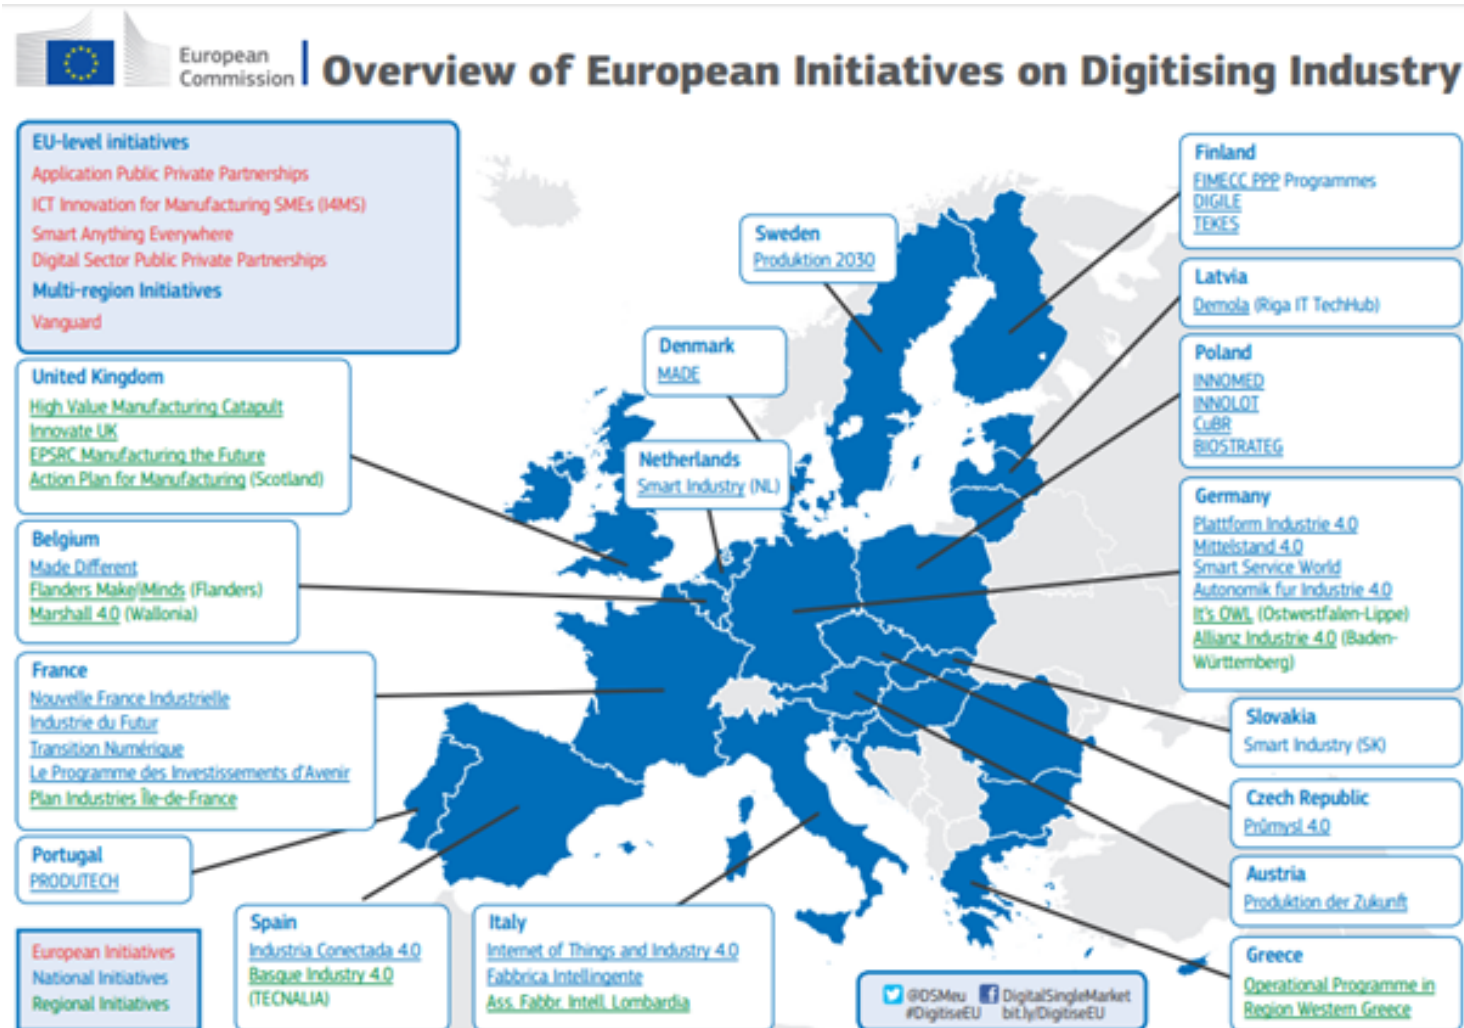 European
Commission
Overview of European Initiatives on Digitising Industry
EU-level initiatives
Application Public Private Partnerships
ICT Innovation for Manufacturing SMEs (I4MS)
Smart Anything Everywhere
Digital Sector Public Private Partnerships
Multi-region Initiatives
Vanguard
United Kingdom
High Value Manufacturing Catapult
Innovate UK
EPSRC Manufacturing the Future
Action Plan for Manufacturing (Scotland)
Belgium
Made Different
Flanders Make/iMinds (Flanders)
Marshall 4.0 (Wallonia)
France
Nouvelle France Industrielle
Industrie du Futur
Transition Numérique
Le Programme des Investissements d'Avenir
Plan Industries Île-de-France
Portugal
PRODUTECH
European Initiatives
National Initiatives
Regional Initiatives
Spain
Industria Conectada 4.0
Basque Industry 4.0
(TECNALIA)
Italy
Internet of Things and Industry 4.0
Fabbrica Intellingente
Ass. Fabbr. Intell. Lombardia
Sweden
Produktion 2030
Denmark
MADE
Netherlands
Smart Industry (NL)
Finland
FIMECC PPP Programmes
DIGILE
TEKES
Latvia
Demola (Riga IT TechHub)
Poland
INNOMED
INNOLOT
CuBR
BIOSTRATEG
Germany
Plattform Industrie 4.0
Mittelstand 4.0
Smart Service World
Autonomik fur Industrie 4.0
It's OWL (Ostwestfalen-Lippe)
Allianz Industrie 4.0 (Baden-
Württemberg)
Slovakia
Smart Industry (SK)
Czech Republic
Průmysl 4.0
Austria
Produktion der Zukunft
Greece
Operational Programme in
Region Western Greece
@DSMeu DigitalSingleMarket
#DigitiseEU bit.ly/DigitiseEU